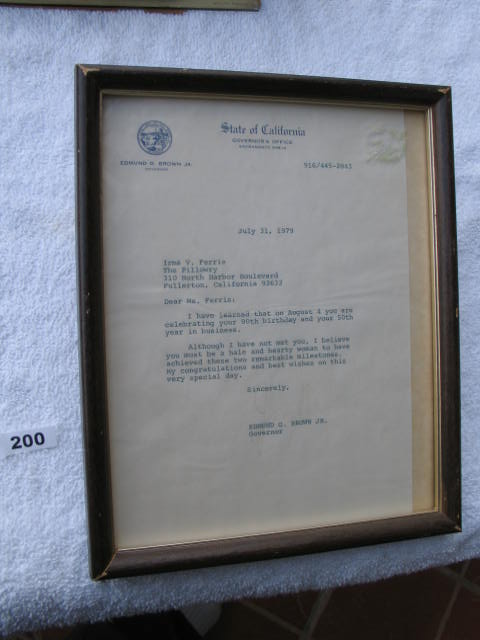 State of California
GOVERNOR'S OFFICE
SACRAMENTO 95814
EDMUND G. BROWN JR.
GOVERNOR
916/445-2843
July 31, 1979
Irma V. Ferris
The Pillowry
310 North Harbor Boulevard
Fullerton, California 92632
Dear Ms. Ferris:
I have learned that on August 4 you are
celebrating your 80th birthday and your 50th
year in business.
Although I have not met you, I believe
you must be a hale and hearty woman to have
achieved these two remarkable milestones.
My congratulations and best wishes on this
very special day.
Sincerely,
EDMUND G. BROWN JR.
Governor
200